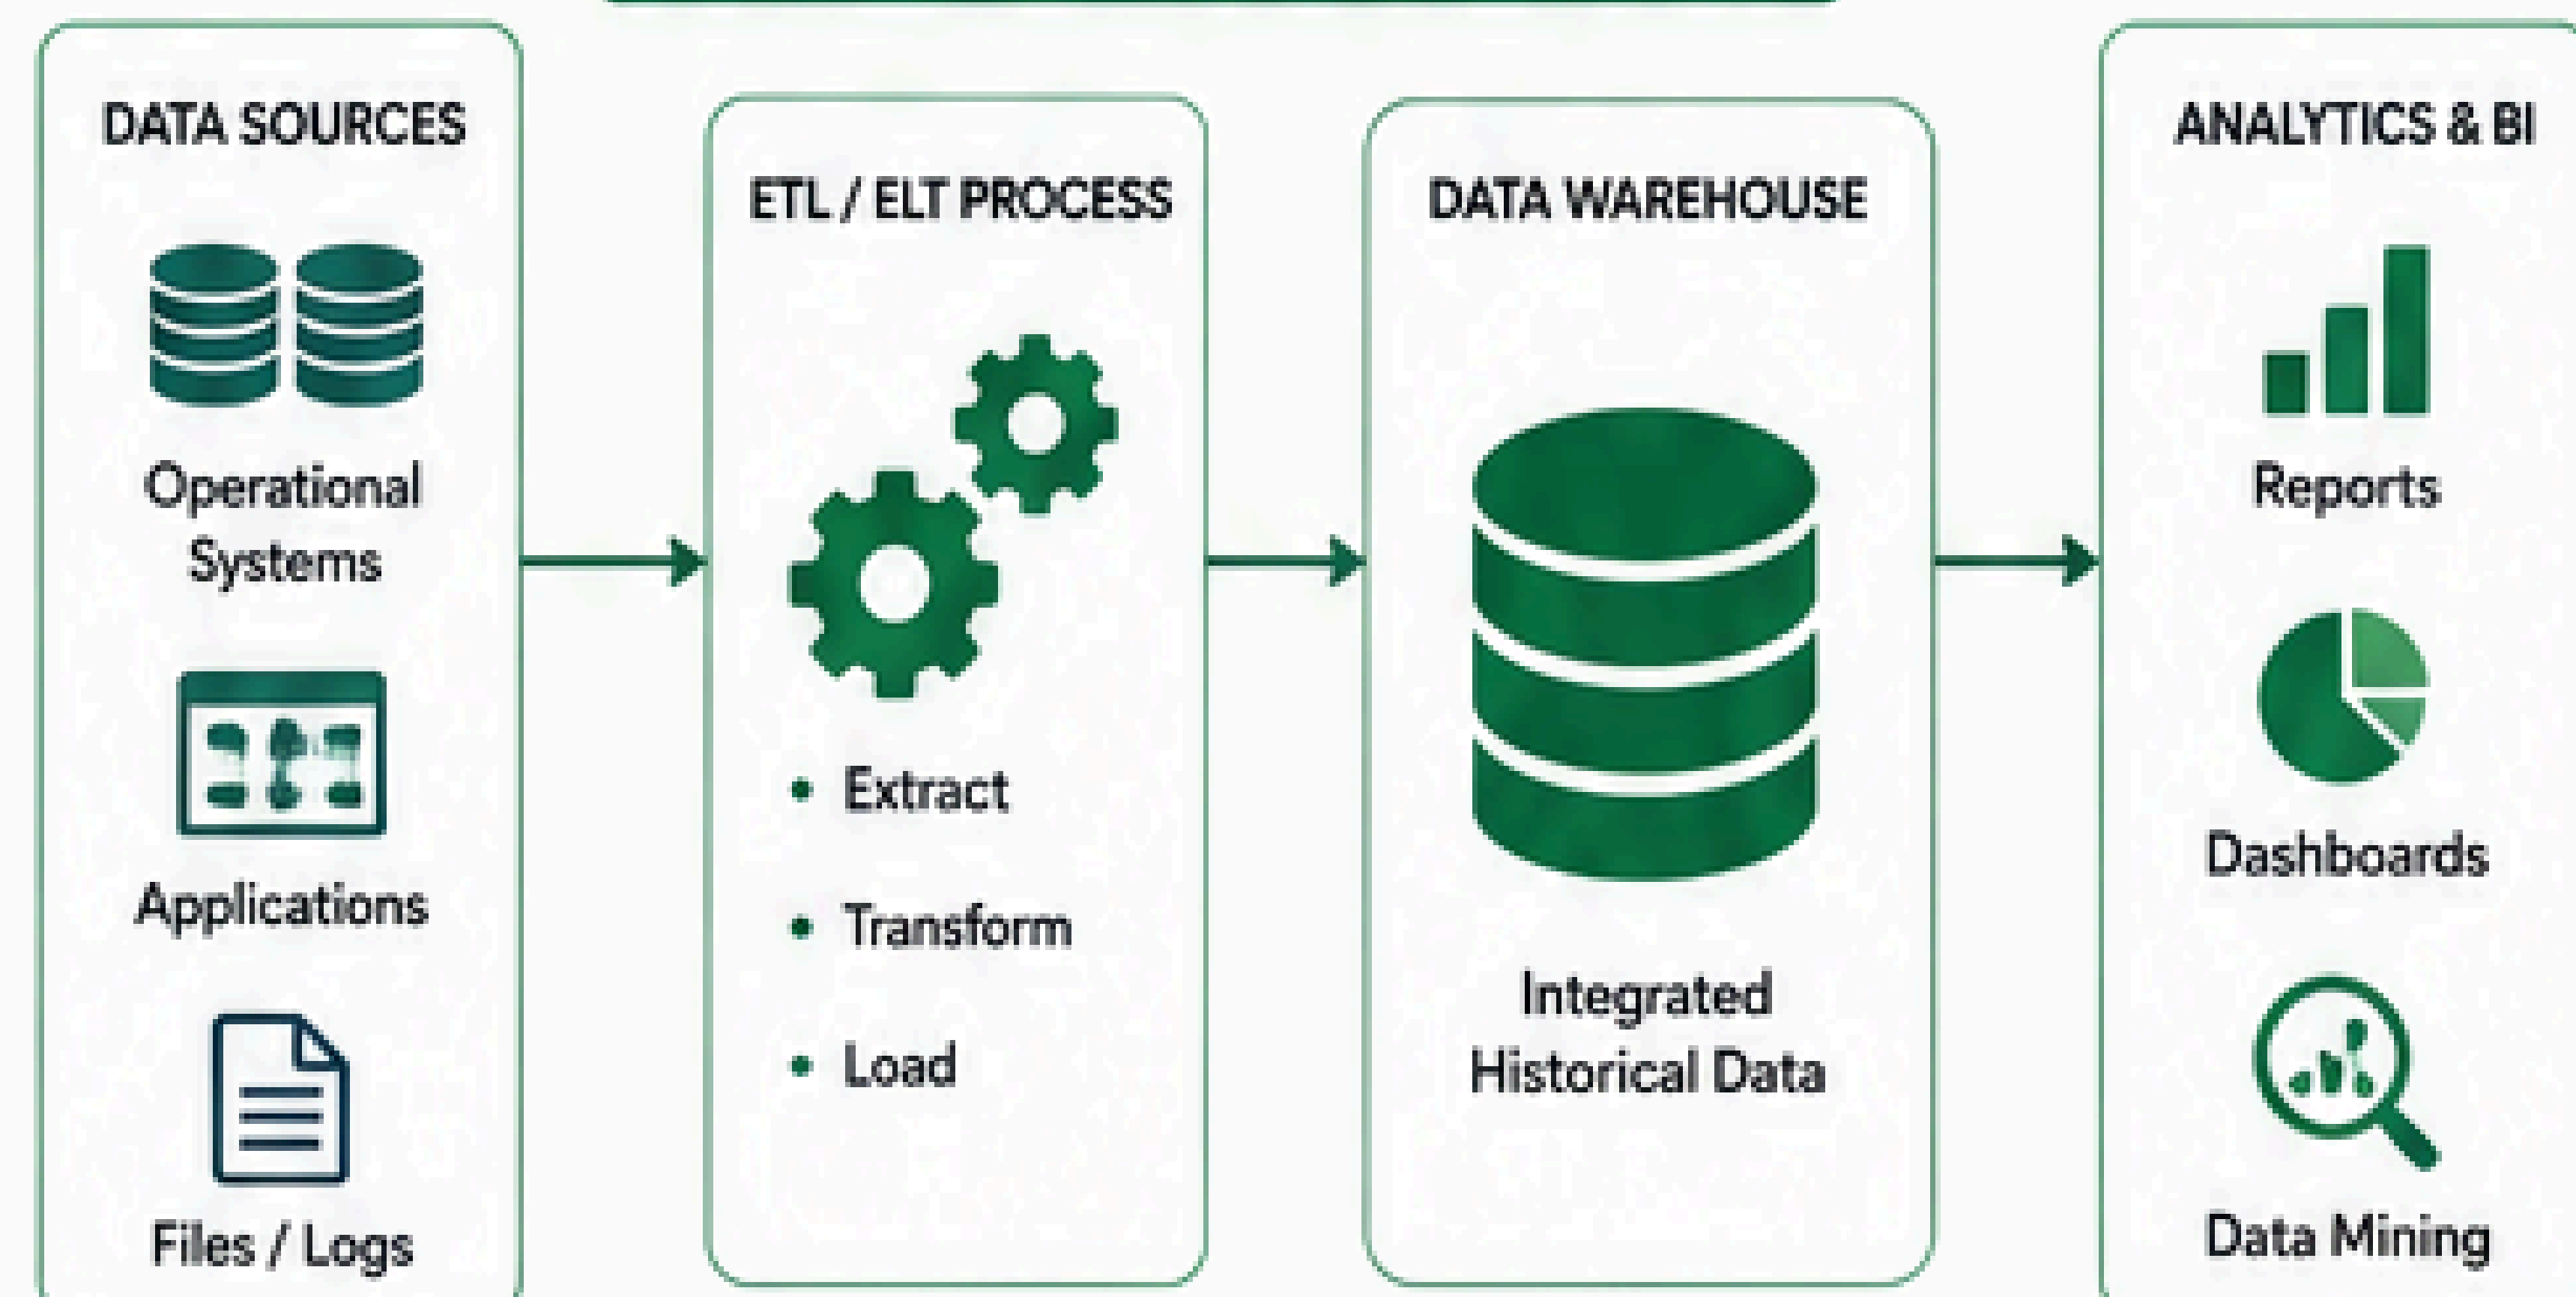 DATA SOURCES
Operational
Systems
Applications
Files / Logs
ETL / ELT PROCESS
• Extract
• Transform
• Load
DATA WAREHOUSE
Integrated
Historical Data
ANALYTICS & BI
Reports
Dashboards
Data Mining